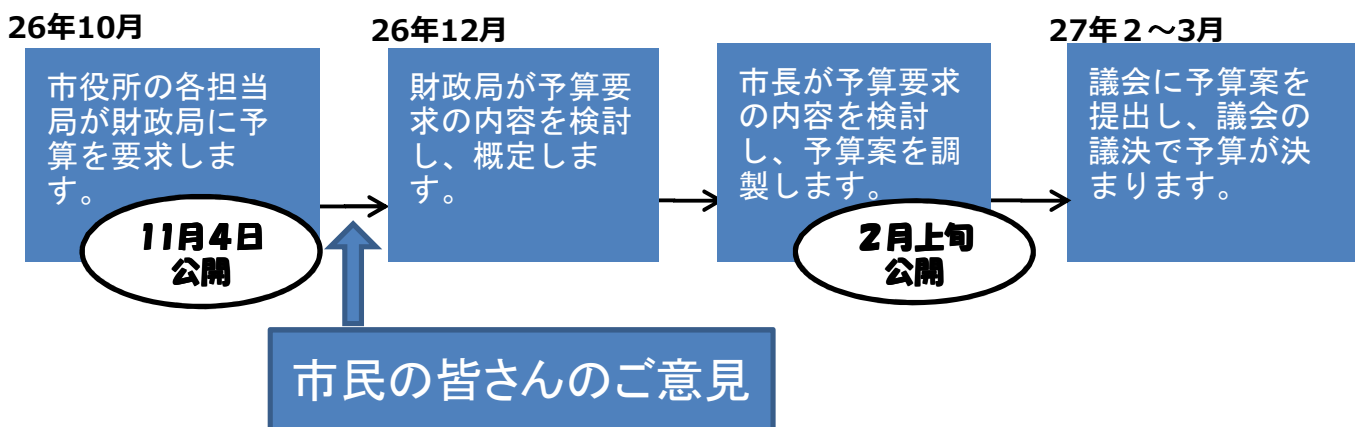 26年10月
市役所の各担当
局が財政局に予
算を要求しま
す。
11月4日
公開
26年12月
財政局が予算要
求の内容を検討
し、概定しま
す。
市長が予算要求
の内容を検討
し、予算案を調
製します。
2月上旬
公開
27年２～3月
議会に予算案を
提出し、議会の
議決で予算が決
まります。
市民の皆さんのご意見